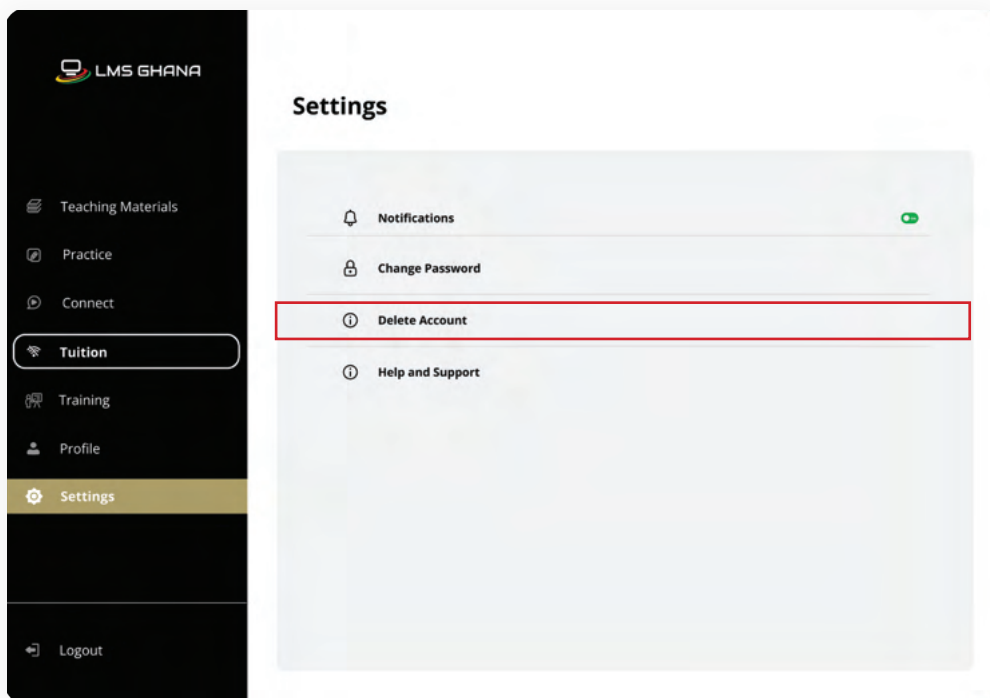 LMS GHANA
Teaching Materials
Practice
Connect
Tuition
Training
Profile
Settings
Logout
Settings
Notifications
Change Password
Delete Account
Help and Support